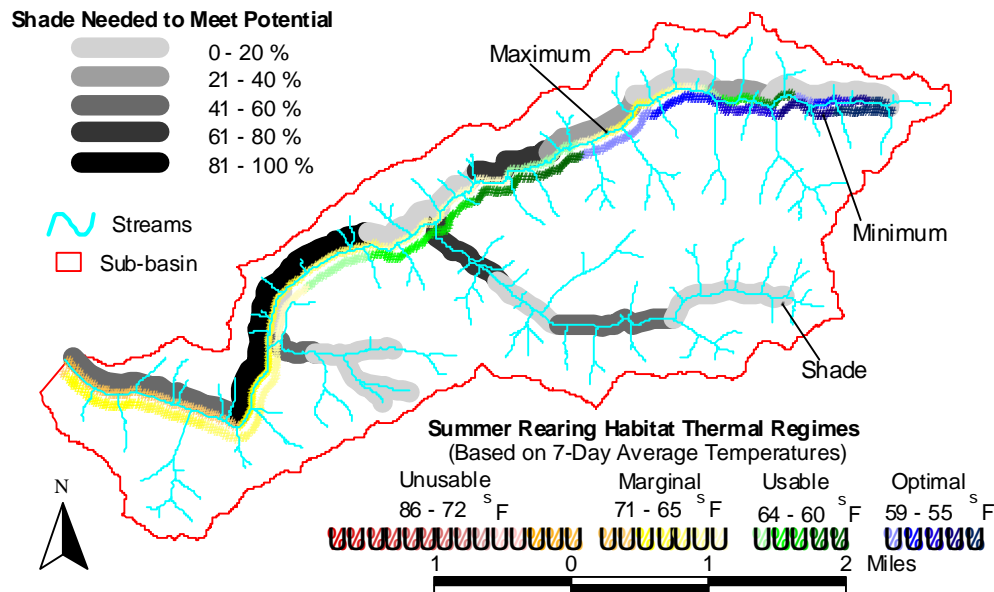 Shade Needed to Meet Potential
0 - 20 %
21 - 40 %
41 - 60 %
61 - 80 %
81 - 100 %
Streams
Sub-basin
Maximum
Minimum
Shade
N
Summer Rearing Habitat Thermal Regimes
(Based on 7-Day Average Temperatures)
Unusable
86 - 72 S F
Marginal
71 - 65 S F
Usable
64 - 60 S F
Optimal
59 - 55 S F
1 0 1 2 Miles